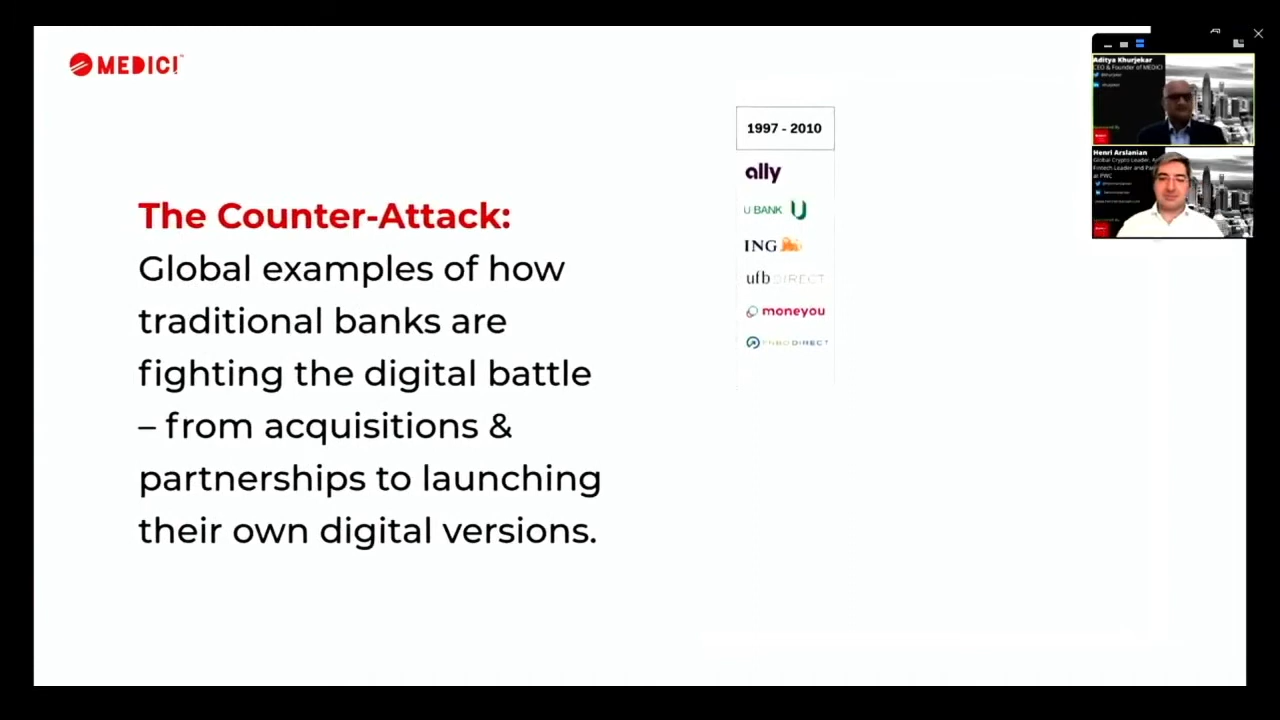 MEDICI
The Counter-Attack:
Global examples of how
traditional banks are
fighting the digital battle
– from acquisitions &
partnerships to launching
their own digital versions.
1997 - 2010
ally
U BANK
ING
ufb DIRECT
moneyou
FNBO DIRECT
Aditya Khurjekar
CEO & Founder of MEDICI
Henri Arslanian
Global Crypto Leader,
Fintech Leader and
at PWC